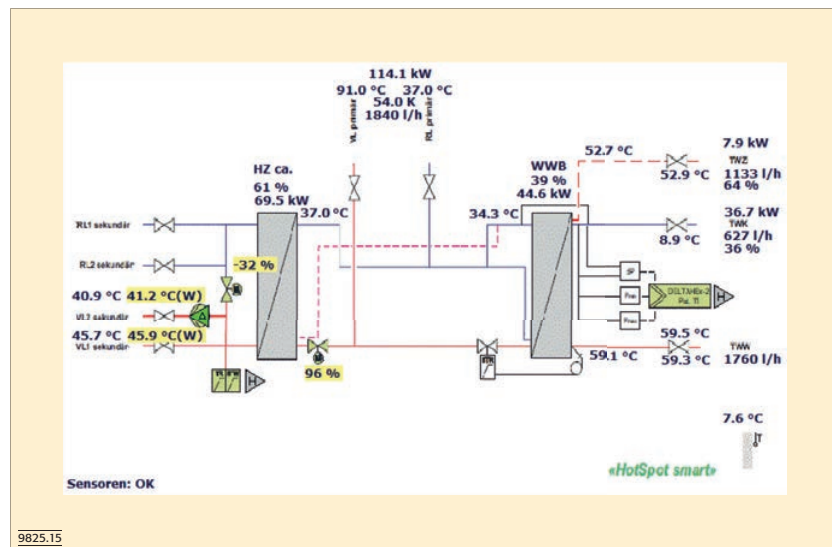 114.1 kW
91.0 °C 37.0 °C
54.0 K
1840 l/h
VL primär
RL primär
HZ ca.
61 %
69.5 kW
37.0 °C
34.3 °C
WWB
39 %
44.6 kW
52.7 °C
52.9 °C
7.9 kW
TWZ
1133 l/h
64 %
36.7 kW
TWK
627 l/h
36 %
8.9 °C
RL1 sekundär
RL2 sekundär
-32 %
40.9 °C 41.2 °C(W)
VL2 sekundär
45.7 °C 45.9 °C(W)
VL1 sekundär
96 %
59.1 °C
59.5 °C
59.3 °C
TWW
1760 l/h
7.6 °C
T
«HotSpot smart»
Sensoren: OK
9825.15